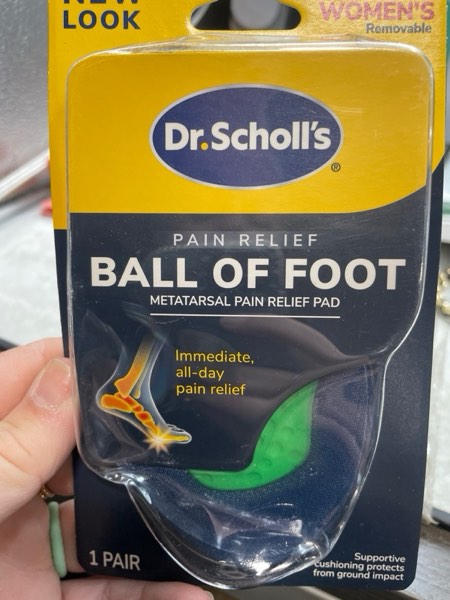 NEW
LOOK
WOMEN'S
Removable
Dr.Scholl's
®
PAIN RELIEF
BALL OF FOOT
METATARSAL PAIN RELIEF PAD
Immediate,
all-day
pain relief
1 PAIR
Supportive
cushioning protects
from ground impact